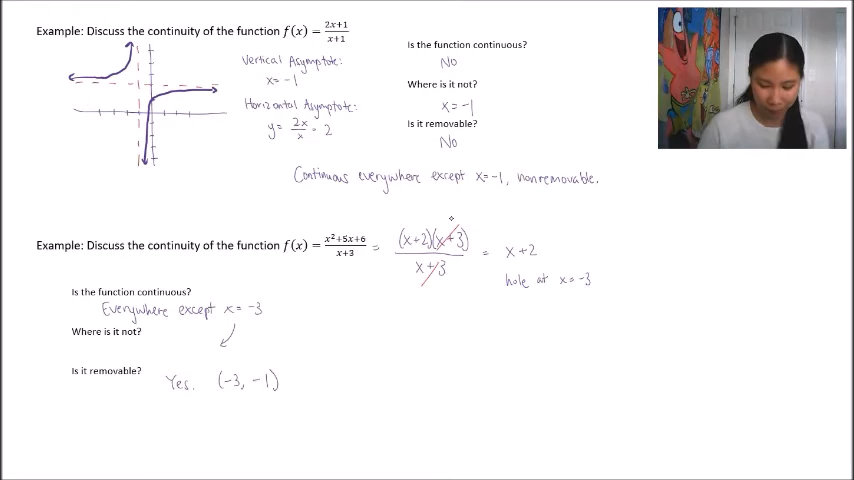 Example: Discuss the continuity of the function f(x) = (2x+1)/(x+1)
Vertical Asymptote:
x = -1
Horizontal Asymptote:
y = 2x/x = 2
Is the function continuous?
No
Where is it not?
x = -1
Is it removable?
No
Continuous everywhere except x = -1, nonremovable.
Example: Discuss the continuity of the function f(x) = (x²+5x+6)/(x+3) = (x+2)(x+3)/(x+3) = x+2
hole at x = -3
Is the function continuous?
Everywhere except x = -3
Where is it not?
Is it removable?
Yes. (-3, -1)